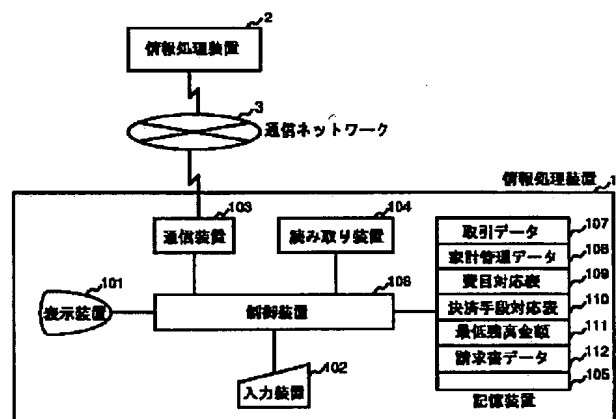 2
情報処理装置
3
通信ネットワーク
情報処理装置 1
103
通信装置
104
読み取り装置
101
表示装置
106
制御装置
102
入力装置
107
取引データ
108
家計管理データ
109
費目対応表
110
決済手段対応表
111
最低残高金額
112
請求書データ
105
記憶装置